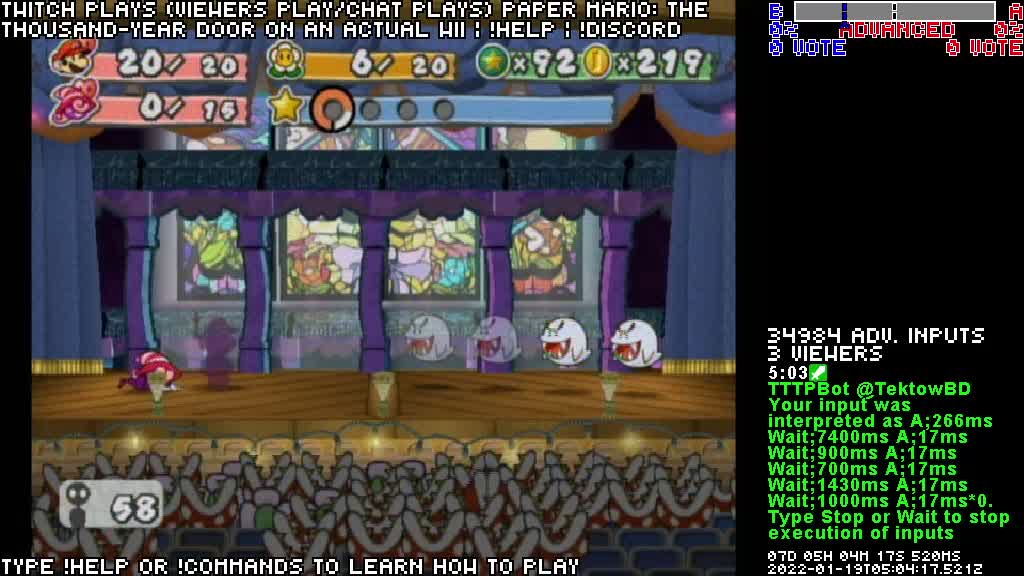 TWITCH PLAYS (VIEWERS PLAY/CHAT PLAYS) PAPER MARIO: THE
THOUSAND-YEAR DOOR ON AN ACTUAL WII | !HELP | !DISCORD
B A
0% ADVANCED 0%
0 VOTE 0 VOTE
20/ 20 6/ 20 ×92 ×219
0/ 15
58
34984 ADV. INPUTS
3 VIEWERS
5:03
TTTPBot @TektowBD
Your input was
interpreted as A;266ms
Wait;7400ms A;17ms
Wait;900ms A;17ms
Wait;700ms A;17ms
Wait;1430ms A;17ms
Wait;1000ms A;17ms*0.
Type Stop or Wait to stop
execution of inputs
07D 05H 04M 17S 520MS
2022-01-19T05:04:17.521Z
TYPE !HELP OR !COMMANDS TO LEARN HOW TO PLAY